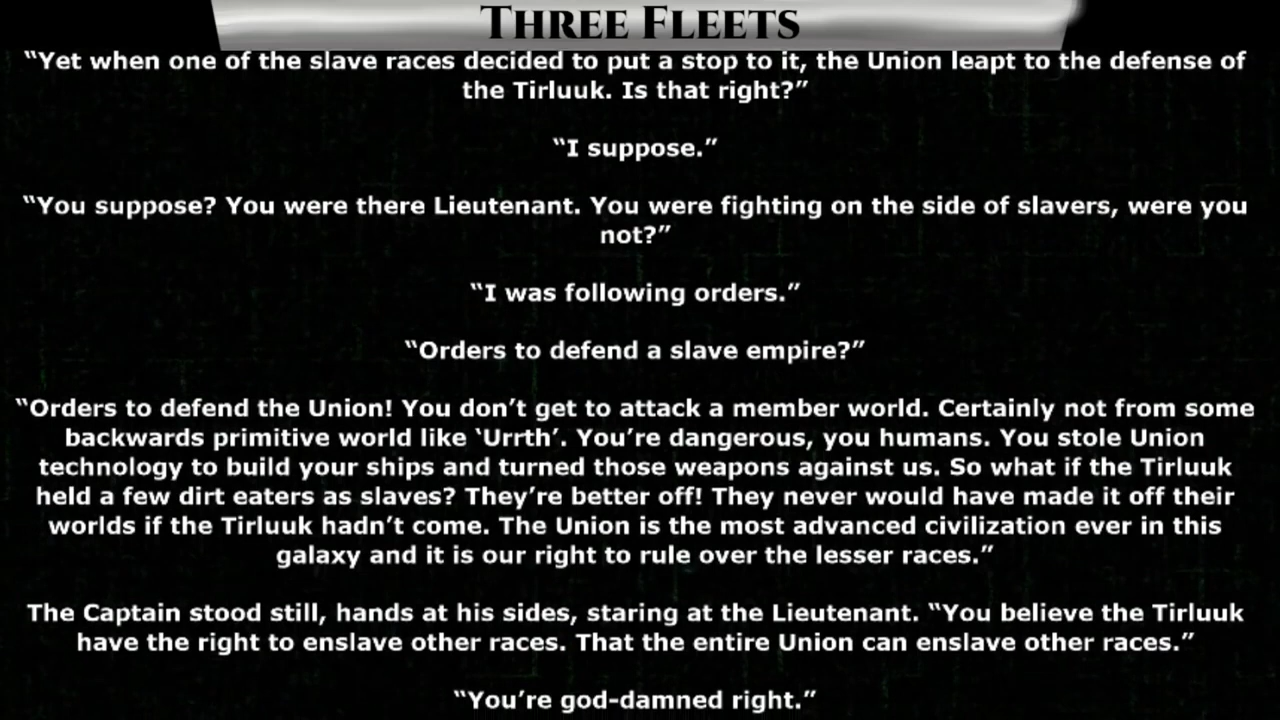 THREE FLEETS
“Yet when one of the slave races decided to put a stop to it, the Union leapt to the defense of
the Tirluuk. Is that right?”
“I suppose.”
“You suppose? You were there Lieutenant. You were fighting on the side of slavers, were you
not?”
“I was following orders.”
“Orders to defend a slave empire?”
“Orders to defend the Union! You don’t get to attack a member world. Certainly not from some
backwards primitive world like ‘Urrth’. You’re dangerous, you humans. You stole Union
technology to build your ships and turned those weapons against us. So what if the Tirluuk
held a few dirt eaters as slaves? They’re better off! They never would have made it off their
worlds if the Tirluuk hadn’t come. The Union is the most advanced civilization ever in this
galaxy and it is our right to rule over the lesser races.”
The Captain stood still, hands at his sides, staring at the Lieutenant. “You believe the Tirluuk
have the right to enslave other races. That the entire Union can enslave other races.”
“You’re god-damned right.”